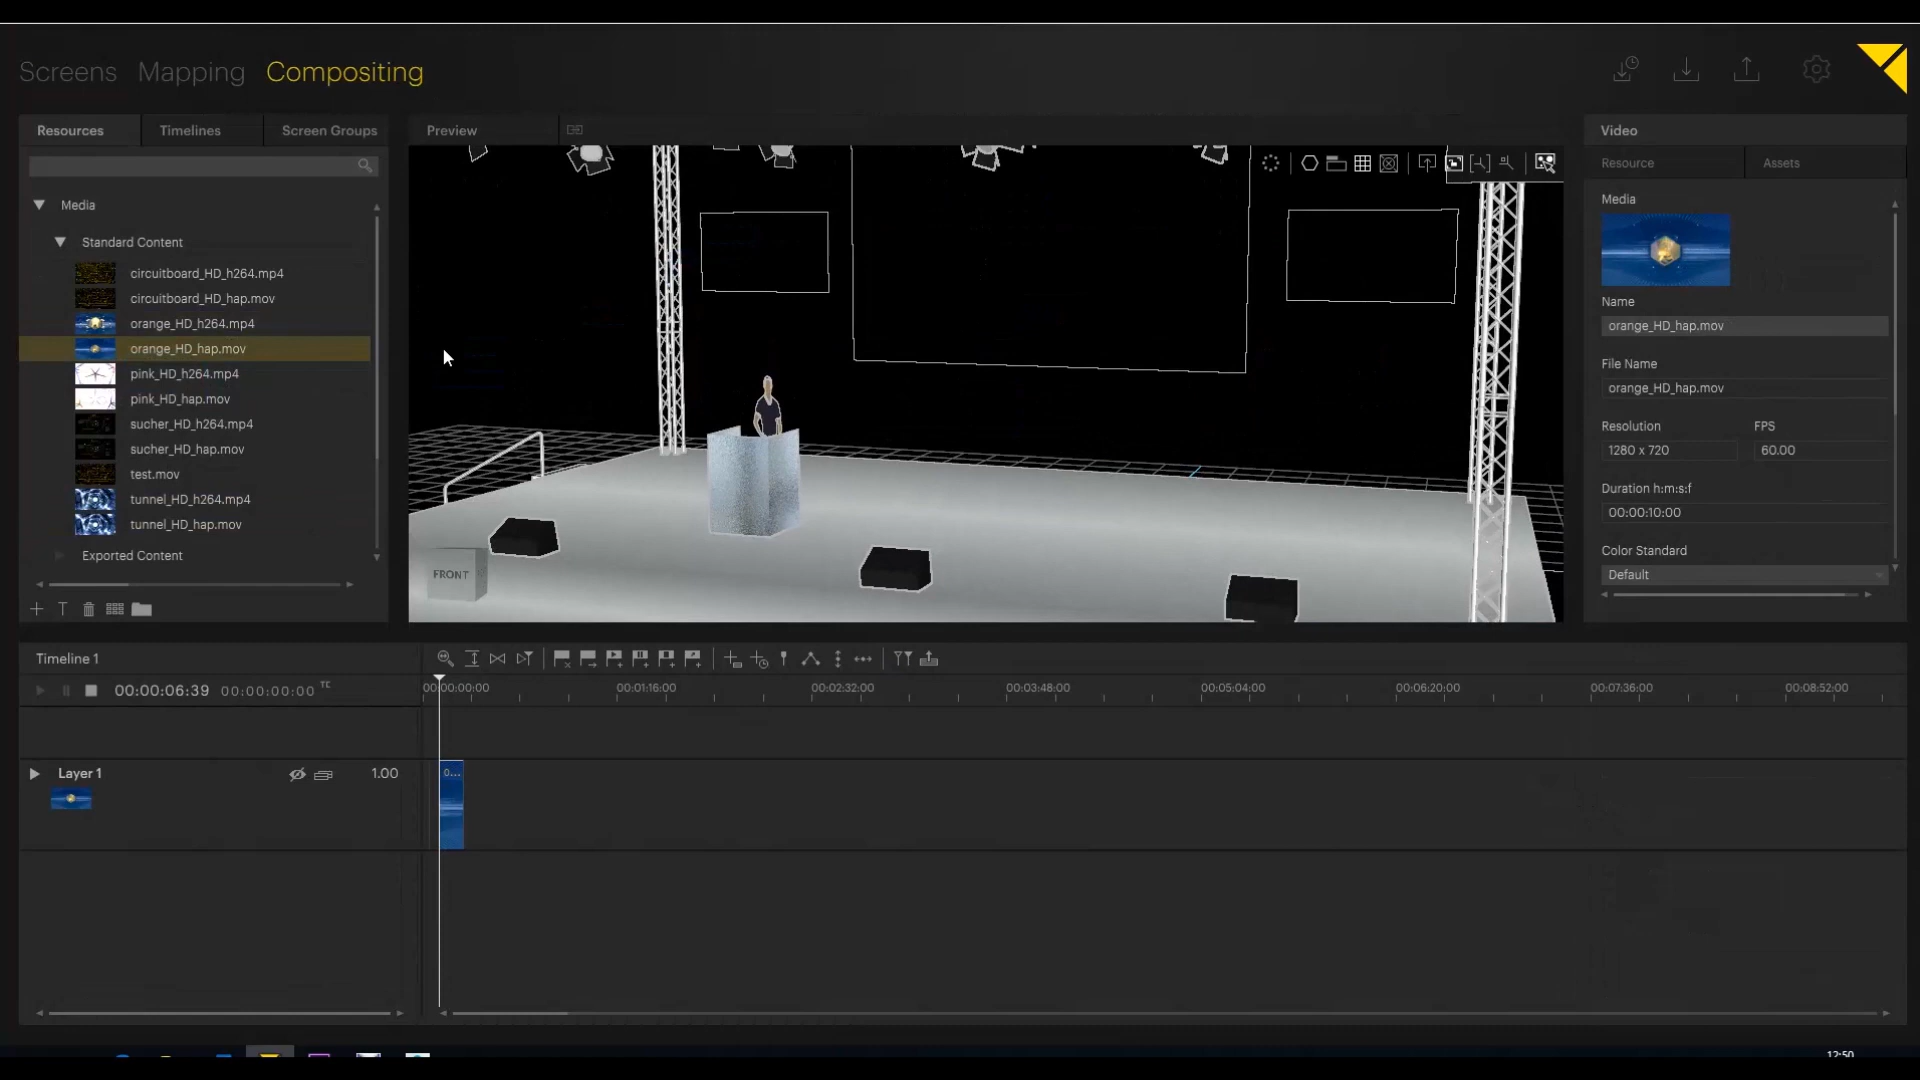 Screens Mapping Compositing
Resources Timelines Screen Groups
Preview
Video
Resource Assets
Media
Standard Content
circuitboard_HD_h264.mp4
circuitboard_HD_hap.mov
orange_HD_h264.mp4
orange_HD_hap.mov
pink_HD_h264.mp4
pink_HD_hap.mov
sucher_HD_h264.mp4
sucher_HD_hap.mov
test.mov
tunnel_HD_h264.mp4
tunnel_HD_hap.mov
Exported Content
T
FRONT
Media
Name
orange_HD_hap.mov
File Name
orange_HD_hap.mov
Resolution FPS
1280 x 720 60.00
Duration h:m:s:f
00:00:10:00
Color Standard
Default
Timeline 1
00:00:06:39 00:00:00:00 TC
00:00:00:00 00:01:16:00 00:02:32:00 00:03:48:00 00:05:04:00 00:06:20:00 00:07:36:00 00:08:52:00
Layer 1 1.00
o...
12:50